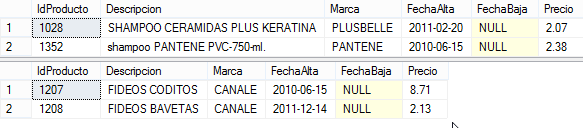 IdProducto Descripcion Marca FechaAlta FechaBaja Precio
1 1028 SHAMPOO CERAMIDAS PLUS KERATINA PLUSBELLE 2011-02-20 NULL 2.07
2 1352 shampoo PANTENE PVC-750-ml. PANTENE 2010-06-15 NULL 2.38
IdProducto Descripcion Marca FechaAlta FechaBaja Precio
1 1207 FIDEOS CODITOS CANALE 2010-06-15 NULL 8.71
2 1208 FIDEOS BAVETAS CANALE 2011-12-14 NULL 2.13